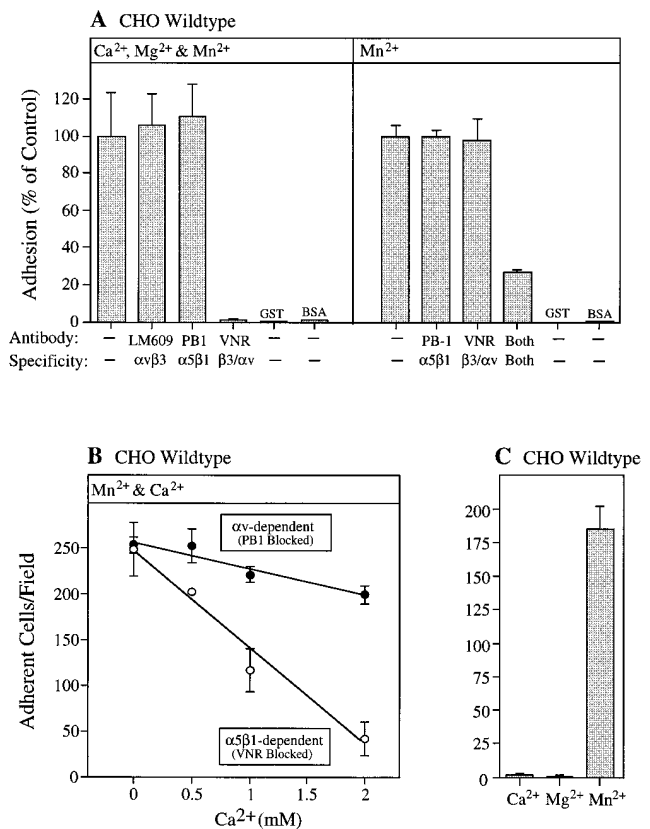 A CHO Wildtype
Ca2+, Mg2+ & Mn2+
Mn2+
Adhesion (% of Control)
120
100
80
60
40
20
0
GST
BSA
GST
BSA
Antibody: – LM609 PB1 VNR – – – PB-1 VNR Both – –
Specificity: – αvβ3 α5β1 β3/αv – – – α5β1 β3/αv Both – –
B CHO Wildtype
Mn2+ & Ca2+
αv-dependent
(PB1 Blocked)
α5β1-dependent
(VNR Blocked)
Adherent Cells/Field
250
200
150
100
50
0
0 0.5 1 1.5 2
Ca2+ (mM)
C CHO Wildtype
200
175
150
125
100
75
50
25
0
Ca2+ Mg2+ Mn2+